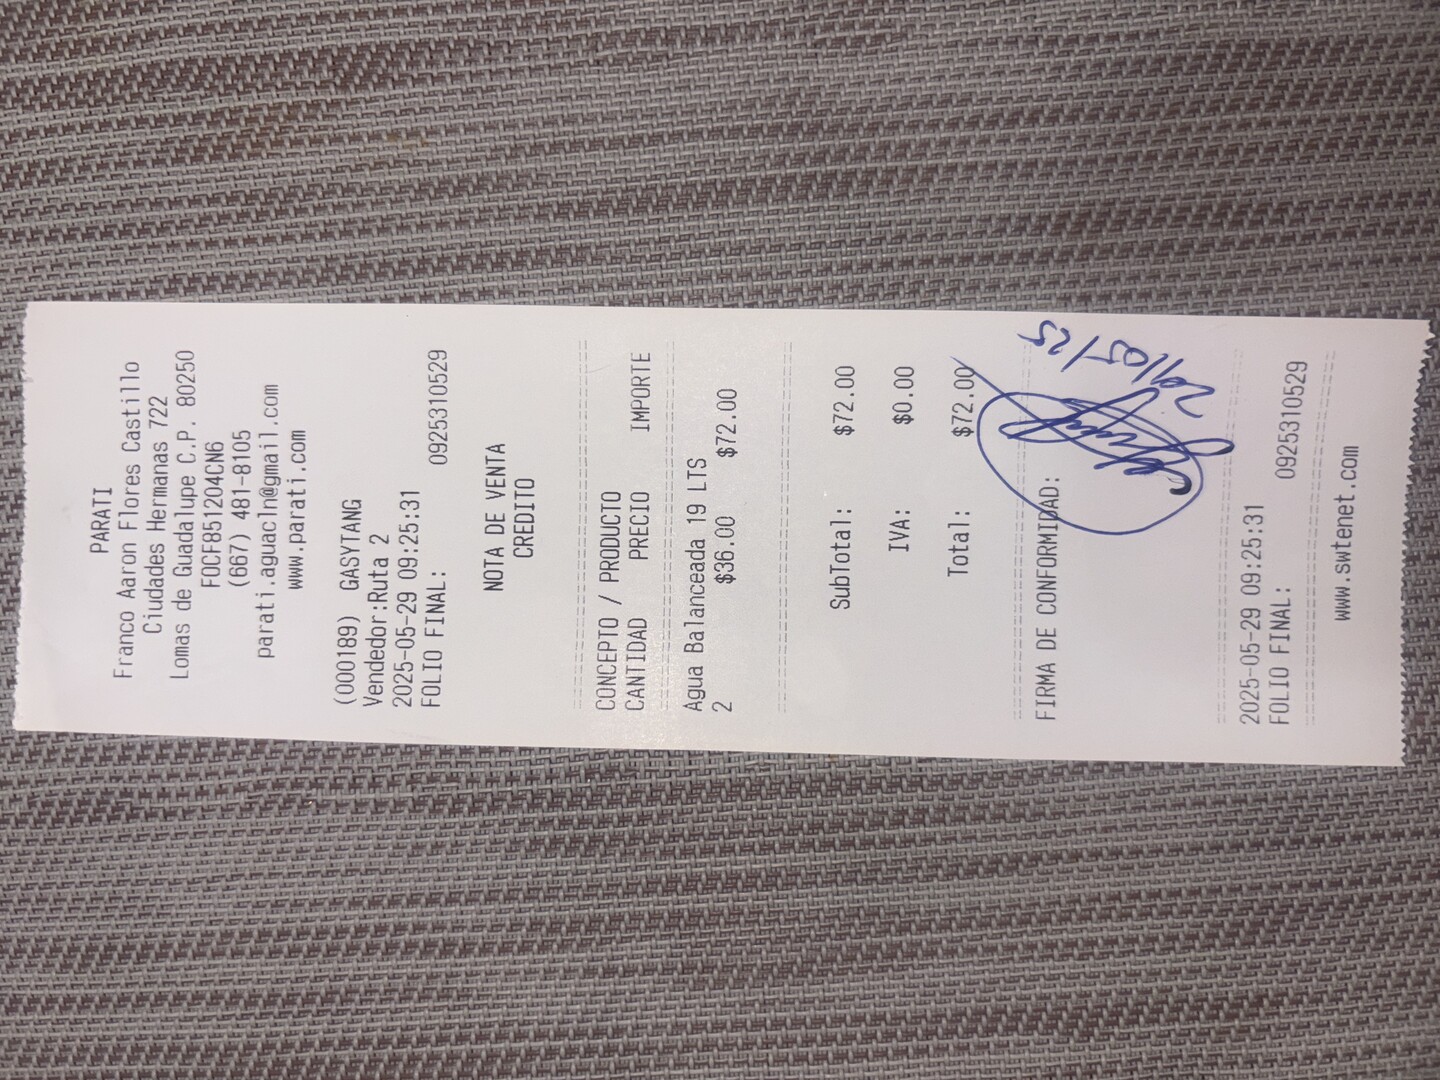 PARATI
Franco Aaron Flores Castillo
Ciudades Hermanas 722
Lomas de Guadalupe C.P. 80250
FOCF851204CN6
(667) 481-8105
parati.aguacln@gmail.com
www.parati.com
(000189) GASYTANG
Vendedor:Ruta 2
2025-05-29 09:25:31
FOLIO FINAL: 0925310529
NOTA DE VENTA
CREDITO
CONCEPTO / PRODUCTO
CANTIDAD PRECIO IMPORTE
Agua Balanceada 19 LTS
2 $36.00 $72.00
SubTotal: $72.00
IVA: $0.00
Total: $72.00
FIRMA DE CONFORMIDAD:
29/05/25
2025-05-29 09:25:31
FOLIO FINAL: 0925310529
www.swtenet.com